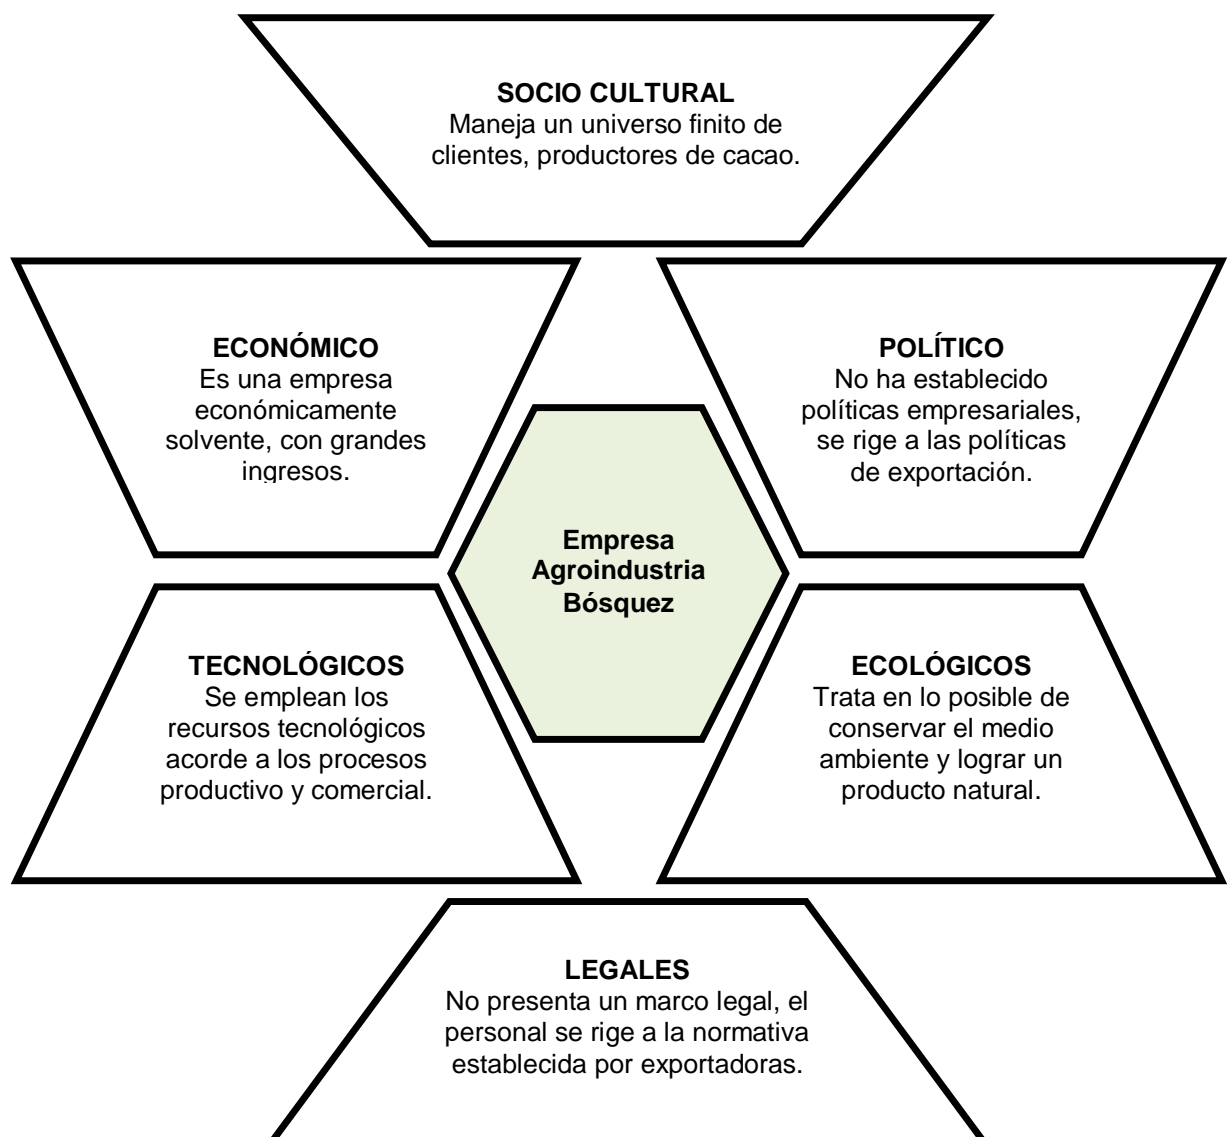 SOCIO CULTURAL
Maneja un universo finito de
clientes, productores de cacao.
ECONÓMICO
Es una empresa
económicamente
solvente, con grandes
ingresos.
POLÍTICO
No ha establecido
políticas empresariales,
se rige a las políticas
de exportación.
Empresa
Agroindustria
Bósquez
TECNOLÓGICOS
Se emplean los
recursos tecnológicos
acorde a los procesos
productivo y comercial.
ECOLÓGICOS
Trata en lo posible de
conservar el medio
ambiente y lograr un
producto natural.
LEGALES
No presenta un marco legal, el
personal se rige a la normativa
establecida por exportadoras.